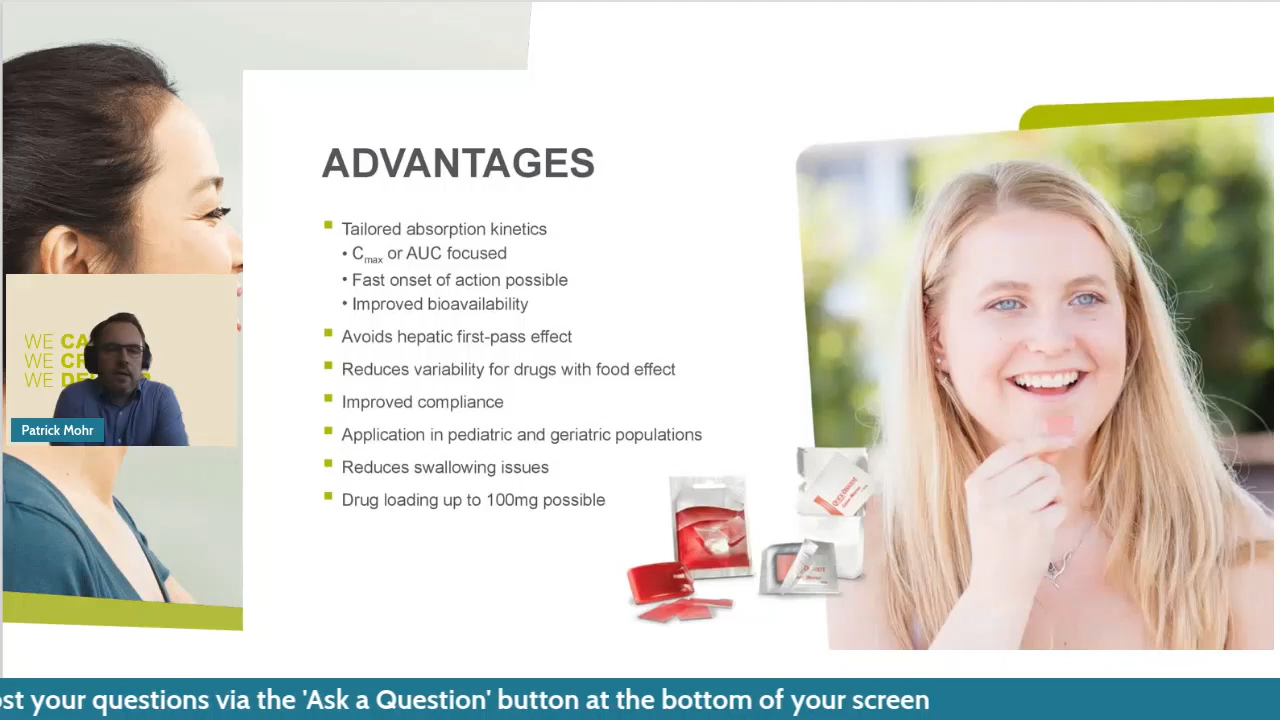 ADVANTAGES
Tailored absorption kinetics
• Cmax or AUC focused
• Fast onset of action possible
• Improved bioavailability
Avoids hepatic first-pass effect
Reduces variability for drugs with food effect
Improved compliance
Application in pediatric and geriatric populations
Reduces swallowing issues
Drug loading up to 100mg possible
WE CA
WE CR
WE DE
Patrick Mohr
ost your questions via the 'Ask a Question' button at the bottom of your screen